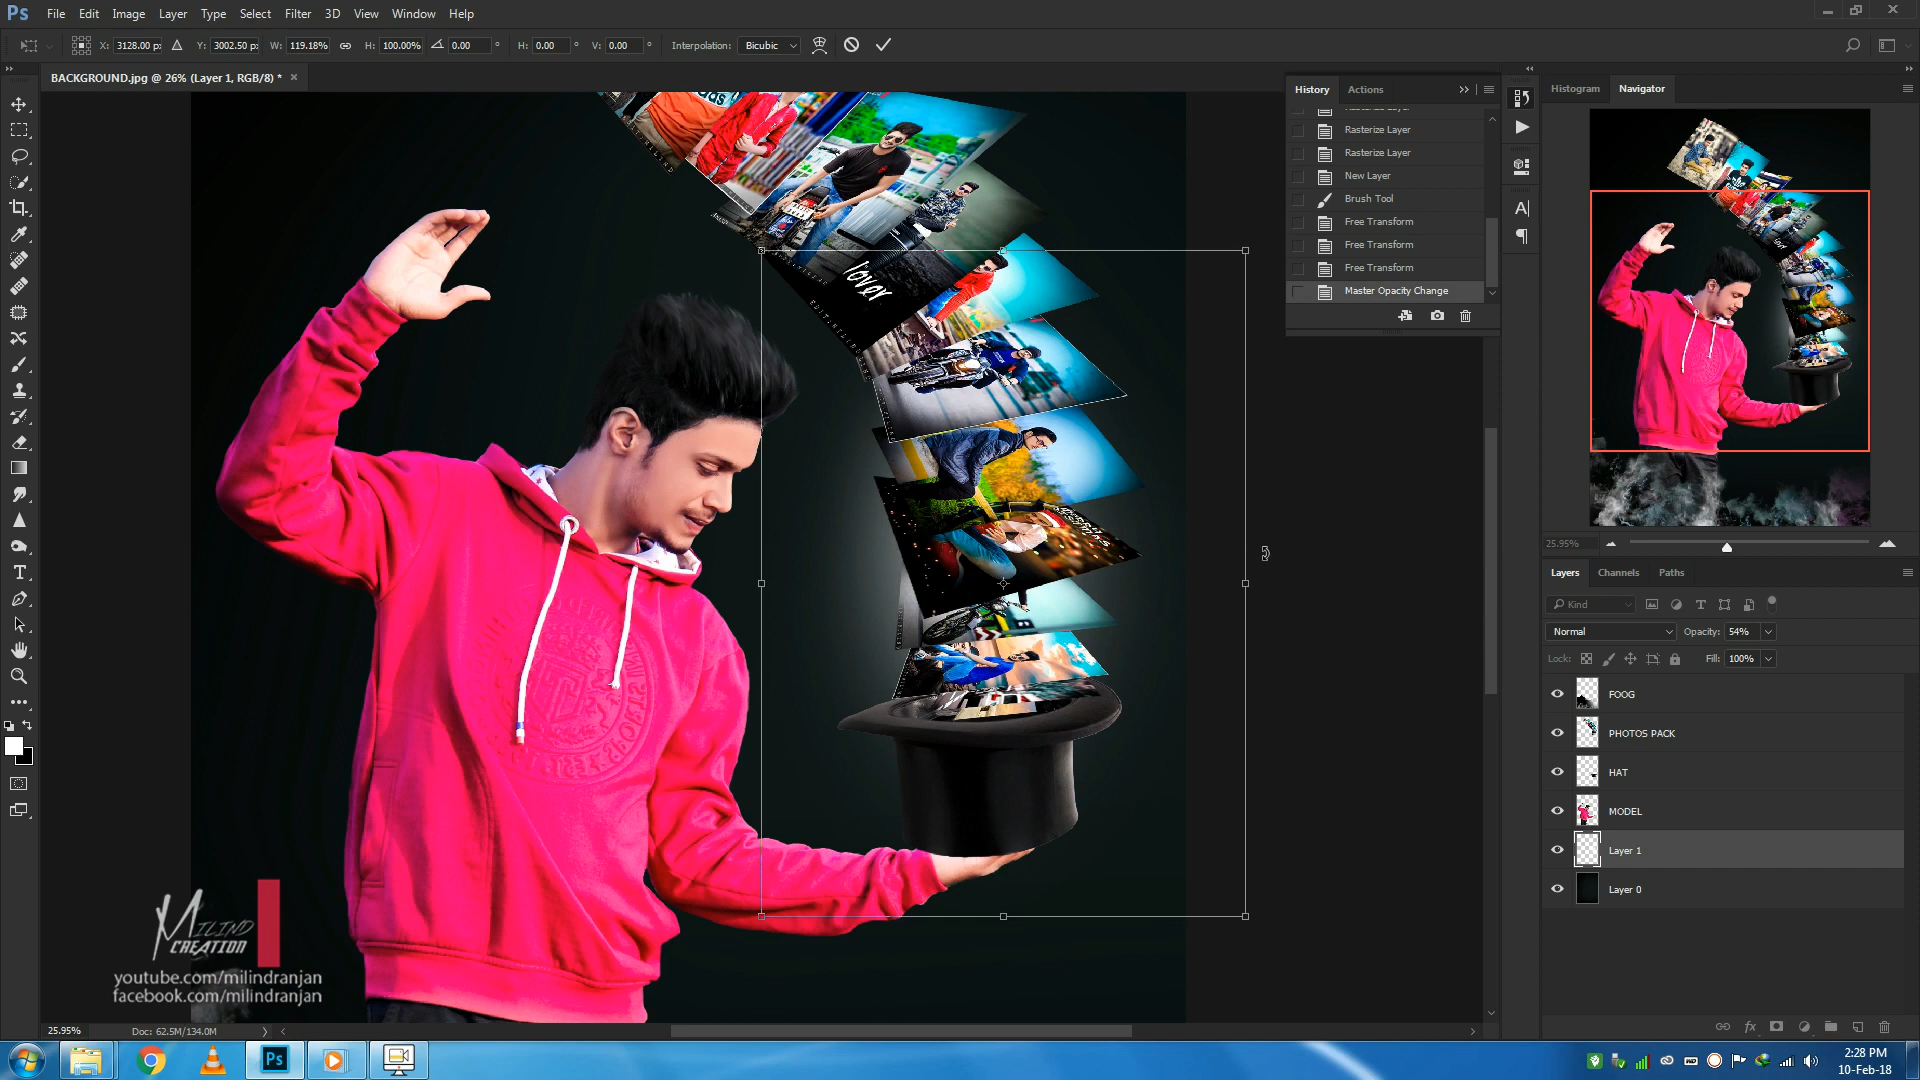 Ps File Edit Image Layer Type Select Filter 3D View Window Help
X: 3128.00 p: Y: 3002.50 p: W: 119.18% H: 100.00% 0.00 ° H: 0.00 ° V: 0.00 ° Interpolation: Bicubic
BACKGROUND.jpg @ 26% (Layer 1, RGB/8) * ×
History Actions
Rasterize Layer
Rasterize Layer
New Layer
Brush Tool
Free Transform
Free Transform
Free Transform
Master Opacity Change
Histogram Navigator
25.95%
Layers Channels Paths
Kind
Normal Opacity: 54%
Lock: Fill: 100%
FOOG
PHOTOS PACK
HAT
MODEL
Layer 1
Layer 0
lover
MILIND
CREATION
youtube.com/milindranjan
facebook.com/milindranjan
25.95% Doc: 62.5M/134.0M
Ps
2:28 PM
10-Feb-18